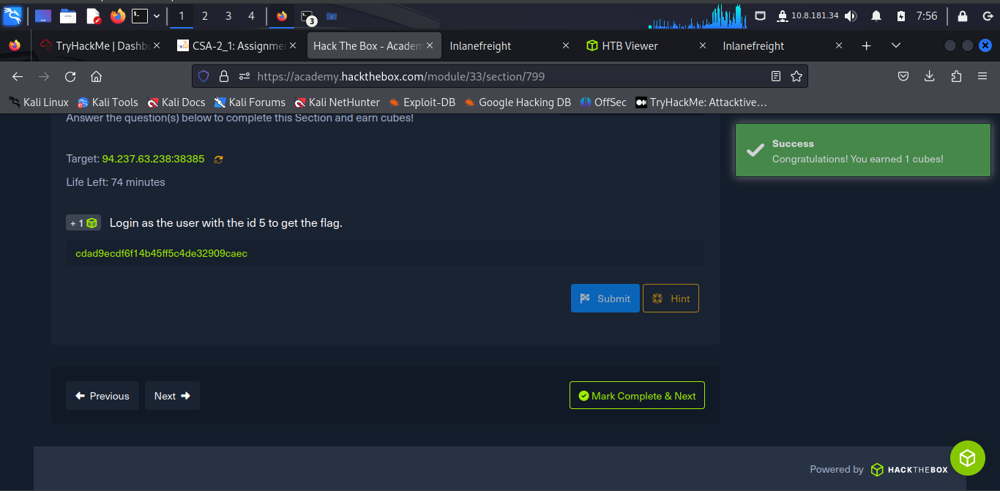 1 2 3 4 3 10.8.181.34 7:56
TryHackMe | Dashb CSA-2_1: Assignme Hack The Box - Academ Inlanefreight HTB Viewer Inlanefreight
https://academy.hackthebox.com/module/33/section/799
Kali Linux Kali Tools Kali Docs Kali Forums Kali NetHunter Exploit-DB Google Hacking DB OffSec TryHackMe: Attacktive…
Answer the question(s) below to complete this Section and earn cubes!
Success
Congratulations! You earned 1 cubes!
Target: 94.237.63.238:38385
Life Left: 74 minutes
+ 1 Login as the user with the id 5 to get the flag.
cdad9ecdf6f14b45ff5c4de32909caec
Submit Hint
Previous Next Mark Complete & Next
Powered by HACKTHEBOX